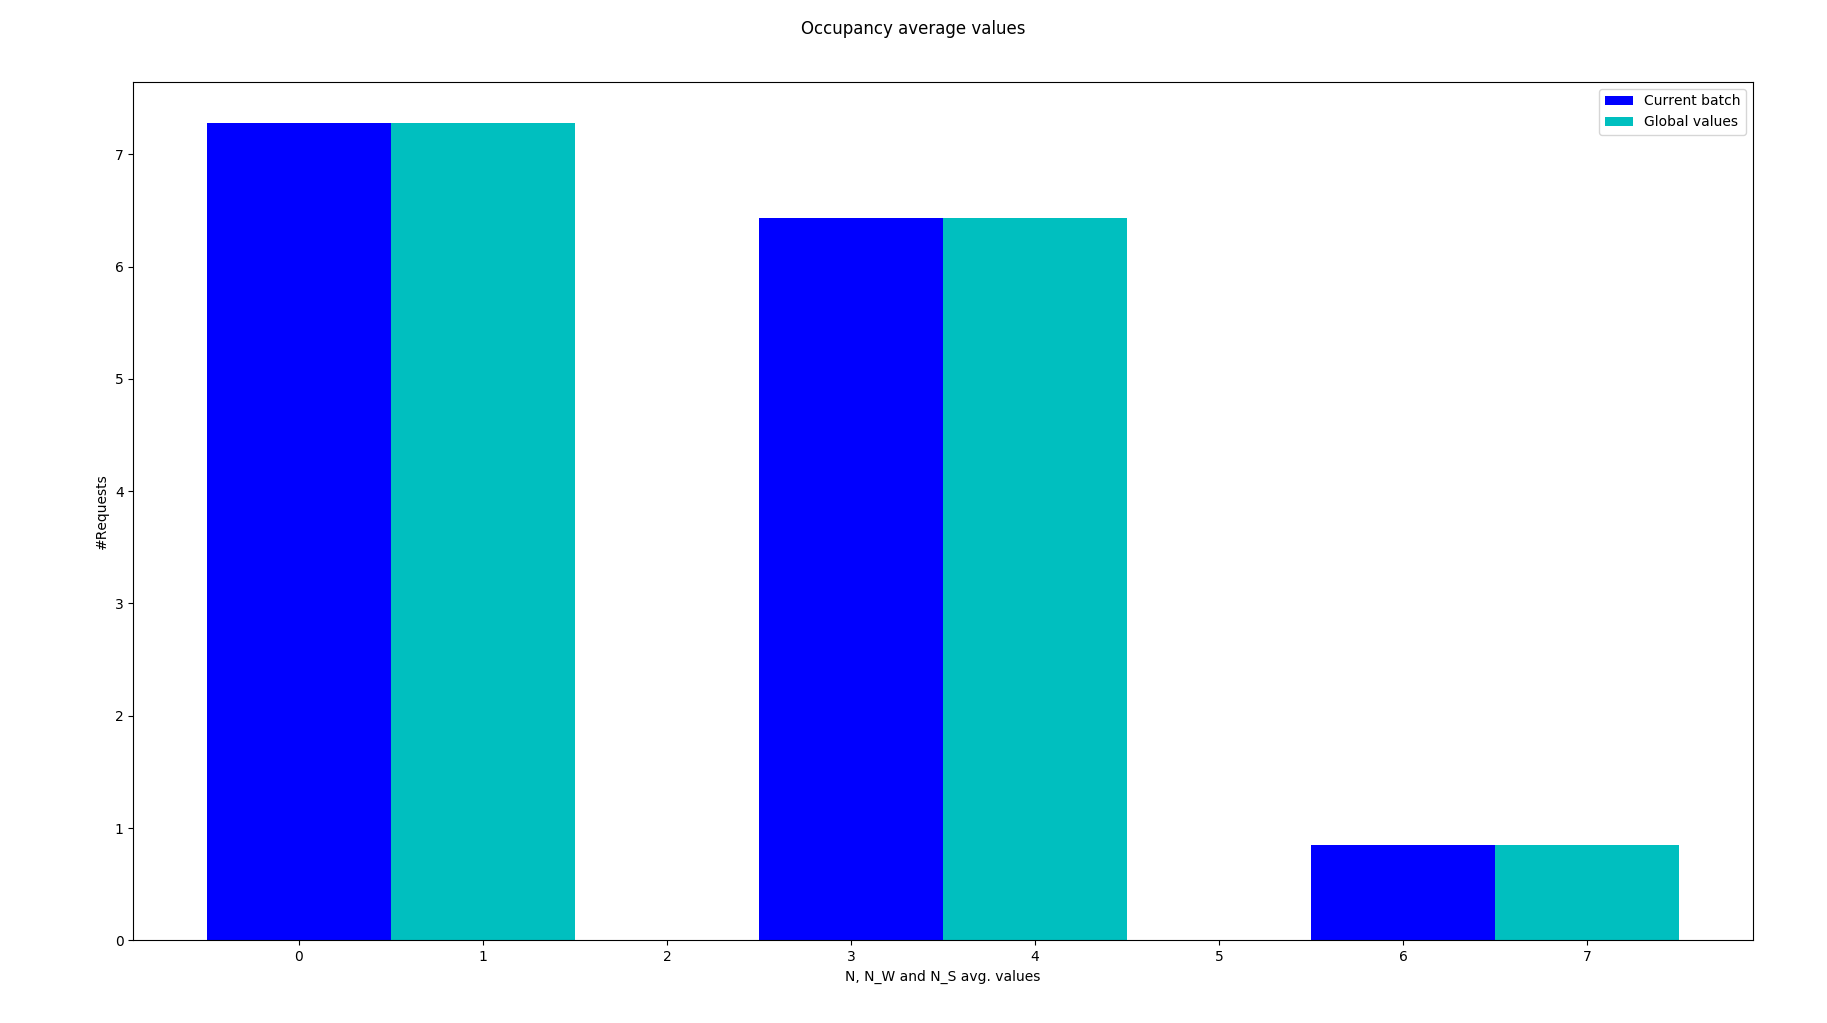 Occupancy average values
Current batch
Global values
7
6
5
4
3
2
1
0
#Requests
0 1 2 3 4 5 6 7
N, N_W and N_S avg. values